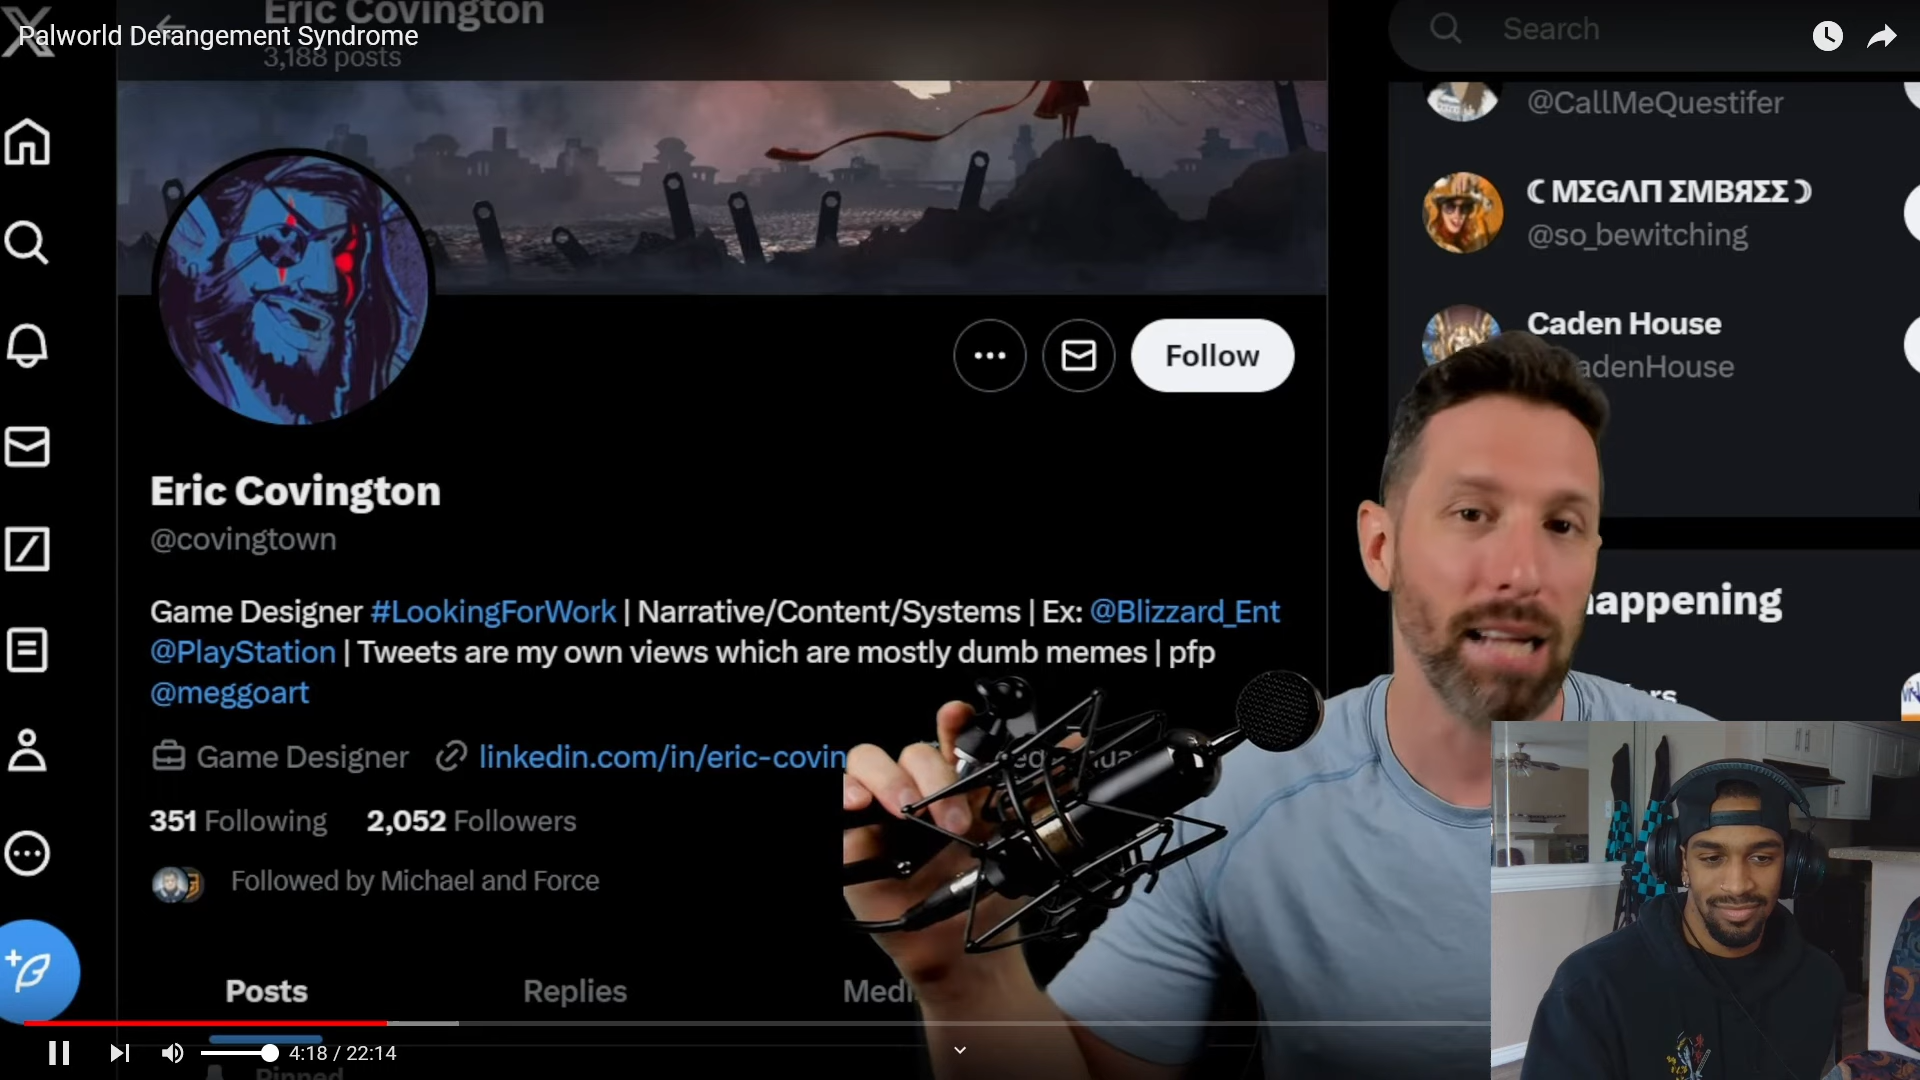 Eric Covington
Palworld Derangement Syndrome
3,188 posts
Search
@CallMeQuestifer
☾ MΣGΛΠ ΣMBЯΣΣ ☽
@so_bewitching
Caden House
adenHouse
Follow
Eric Covington
@covingtown
Game Designer #LookingForWork | Narrative/Content/Systems | Ex: @Blizzard_Ent
@PlayStation | Tweets are my own views which are mostly dumb memes | pfp
@meggoart
Game Designer linkedin.com/in/eric-covin
351 Following 2,052 Followers
Followed by Michael and Force
appening
Posts Replies Medi
4:18 / 22:14
Pinned